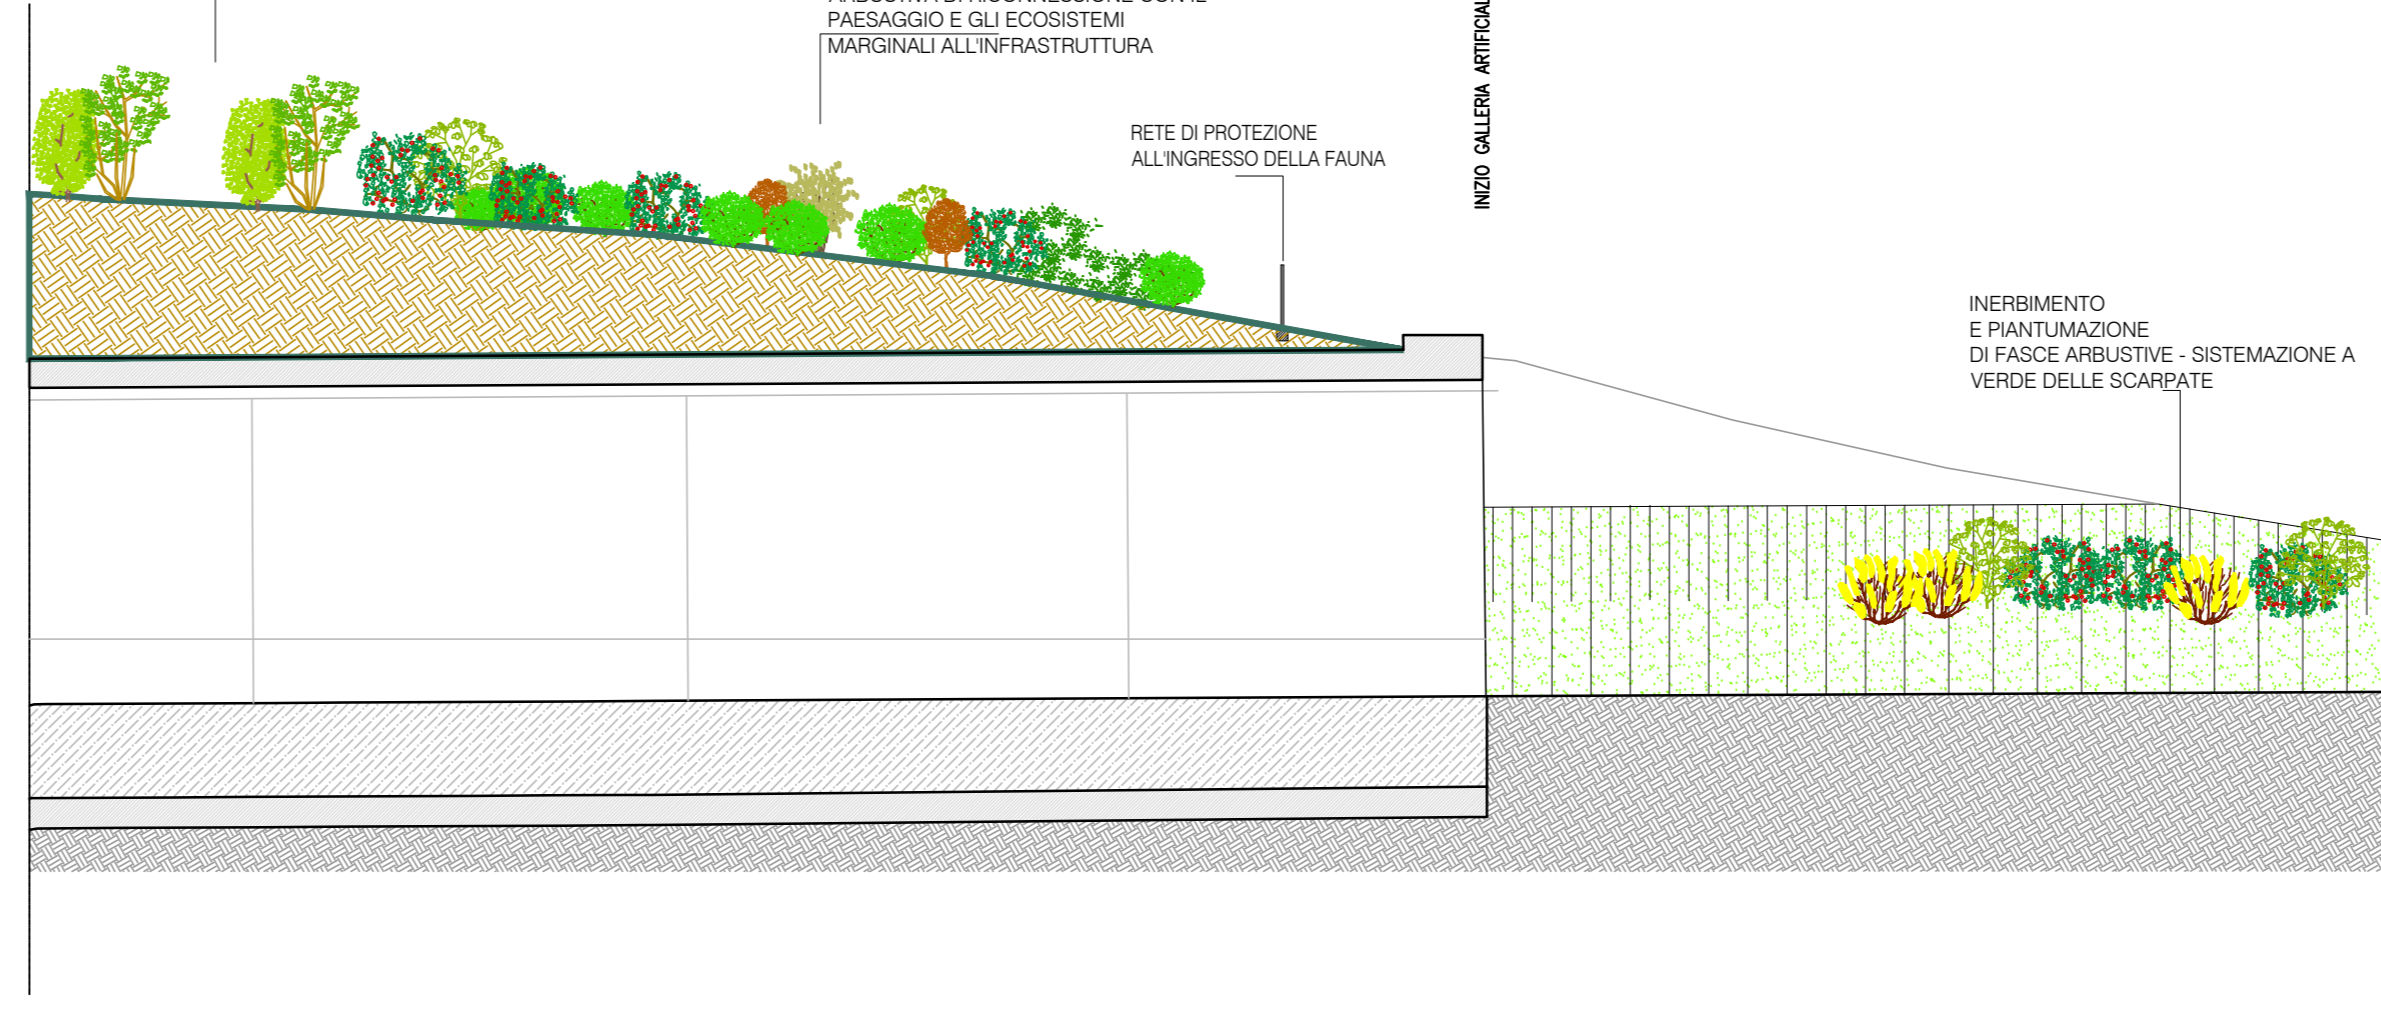 PAESAGGIO E GLI ECOSISTEMI
MARGINALI ALL'INFRASTRUTTURA
RETE DI PROTEZIONE
ALL'INGRESSO DELLA FAUNA
INIZIO GALLERIA ARTIFICIAL
INERBIMENTO
E PIANTUMAZIONE
DI FASCE ARBUSTIVE - SISTEMAZIONE A
VERDE DELLE SCARPATE